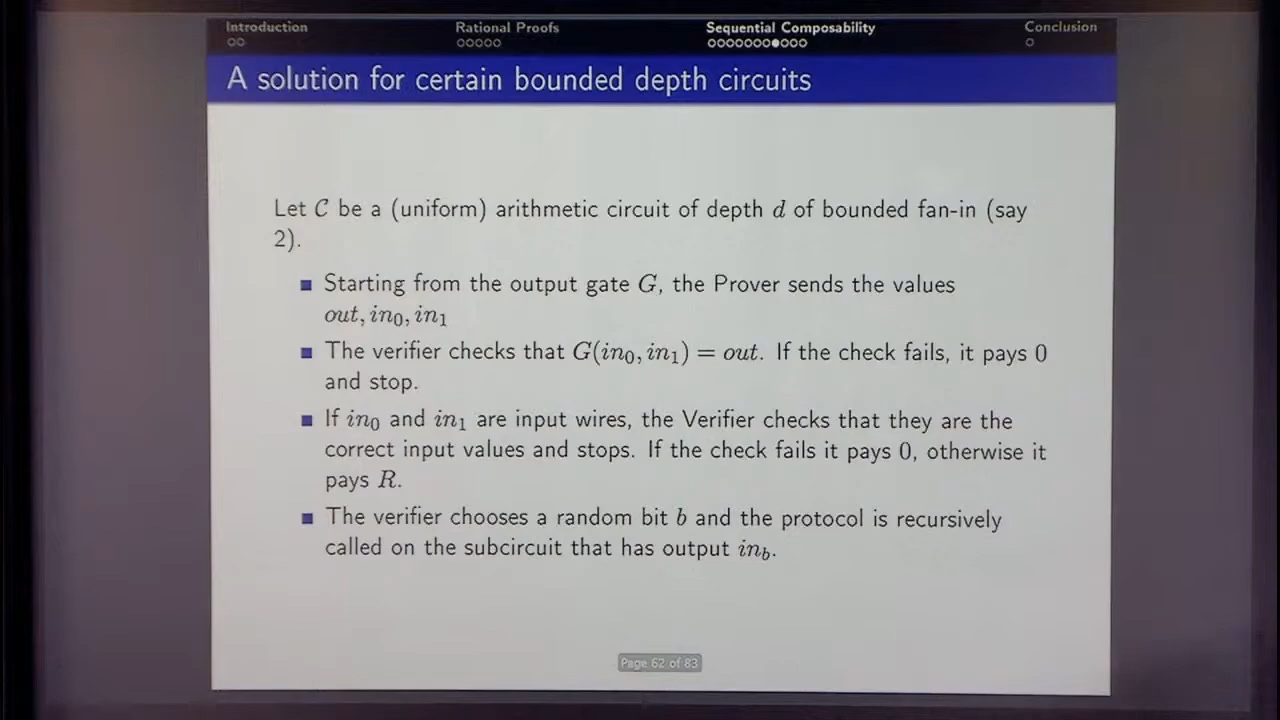 Introduction Rational Proofs Sequential Composability Conclusion
A solution for certain bounded depth circuits
Let C be a (uniform) arithmetic circuit of depth d of bounded fan-in (say
2).
Starting from the output gate G, the Prover sends the values
out, in₀, in₁
The verifier checks that G(in₀, in₁) = out. If the check fails, it pays 0
and stop.
If in₀ and in₁ are input wires, the Verifier checks that they are the
correct input values and stops. If the check fails it pays 0, otherwise it
pays R.
The verifier chooses a random bit b and the protocol is recursively
called on the subcircuit that has output in_b.
Page 62 of 83